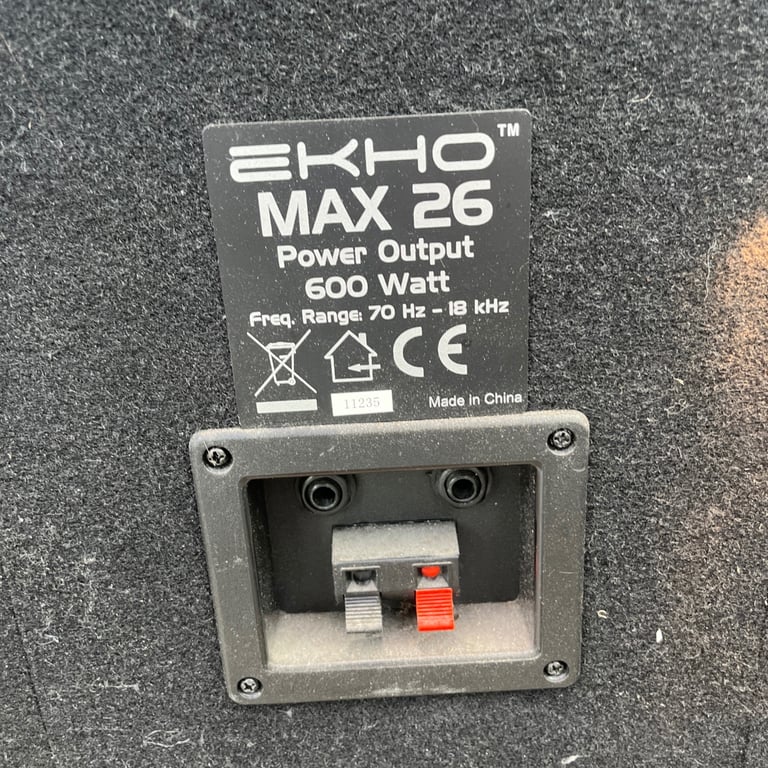 EKHO™
MAX 26
Power Output
600 Watt
Freq. Range: 70 Hz - 18 kHz
CE
11235
Made in China